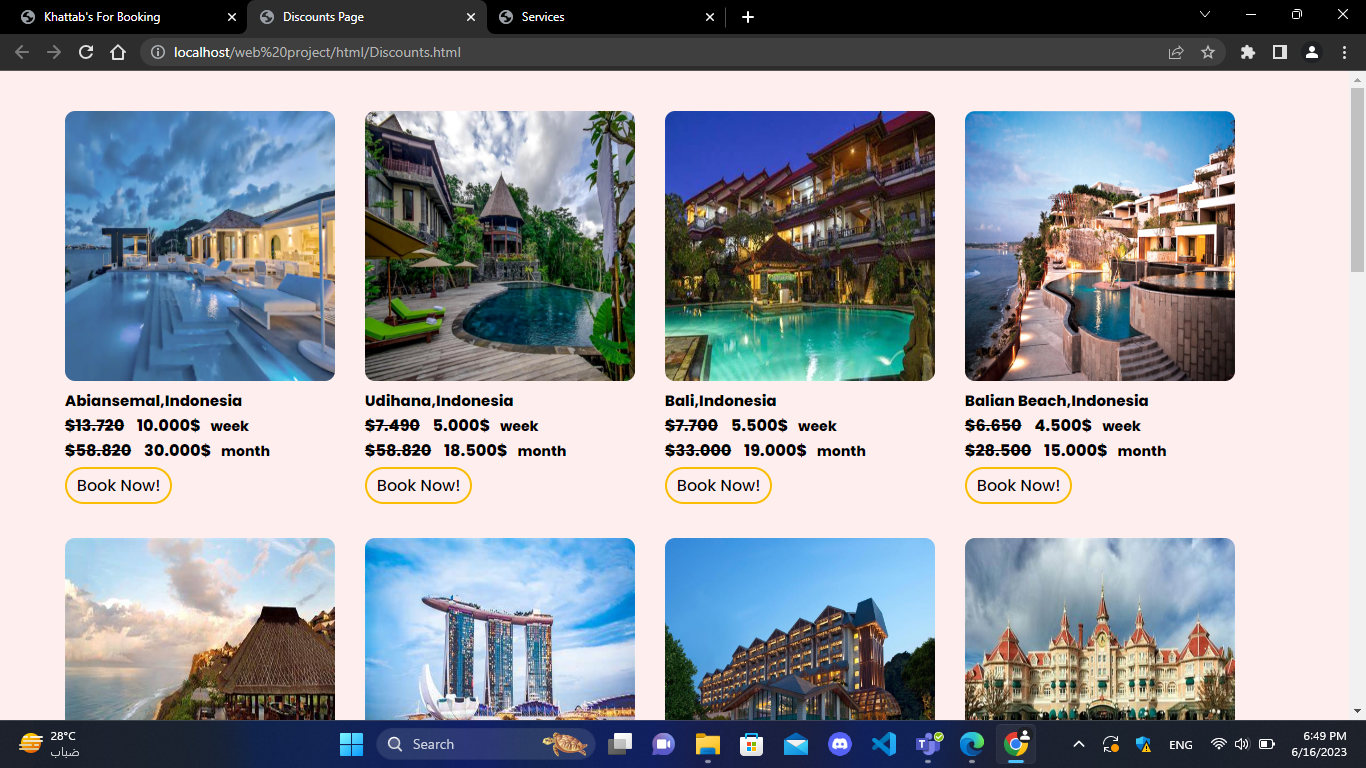 Khattab's For Booking
Discounts Page
Services
localhost/web%20project/html/Discounts.html
Abiansemal,Indonesia
$13.720 10.000$ week
$58.820 30.000$ month
Book Now!
Udihana,Indonesia
$7.490 5.000$ week
$58.820 18.500$ month
Book Now!
Bali,Indonesia
$7.700 5.500$ week
$33.000 19.000$ month
Book Now!
Balian Beach,Indonesia
$6.650 4.500$ week
$28.500 15.000$ month
Book Now!
28°C
ضباب
Search
ENG
6:49 PM
6/16/2023